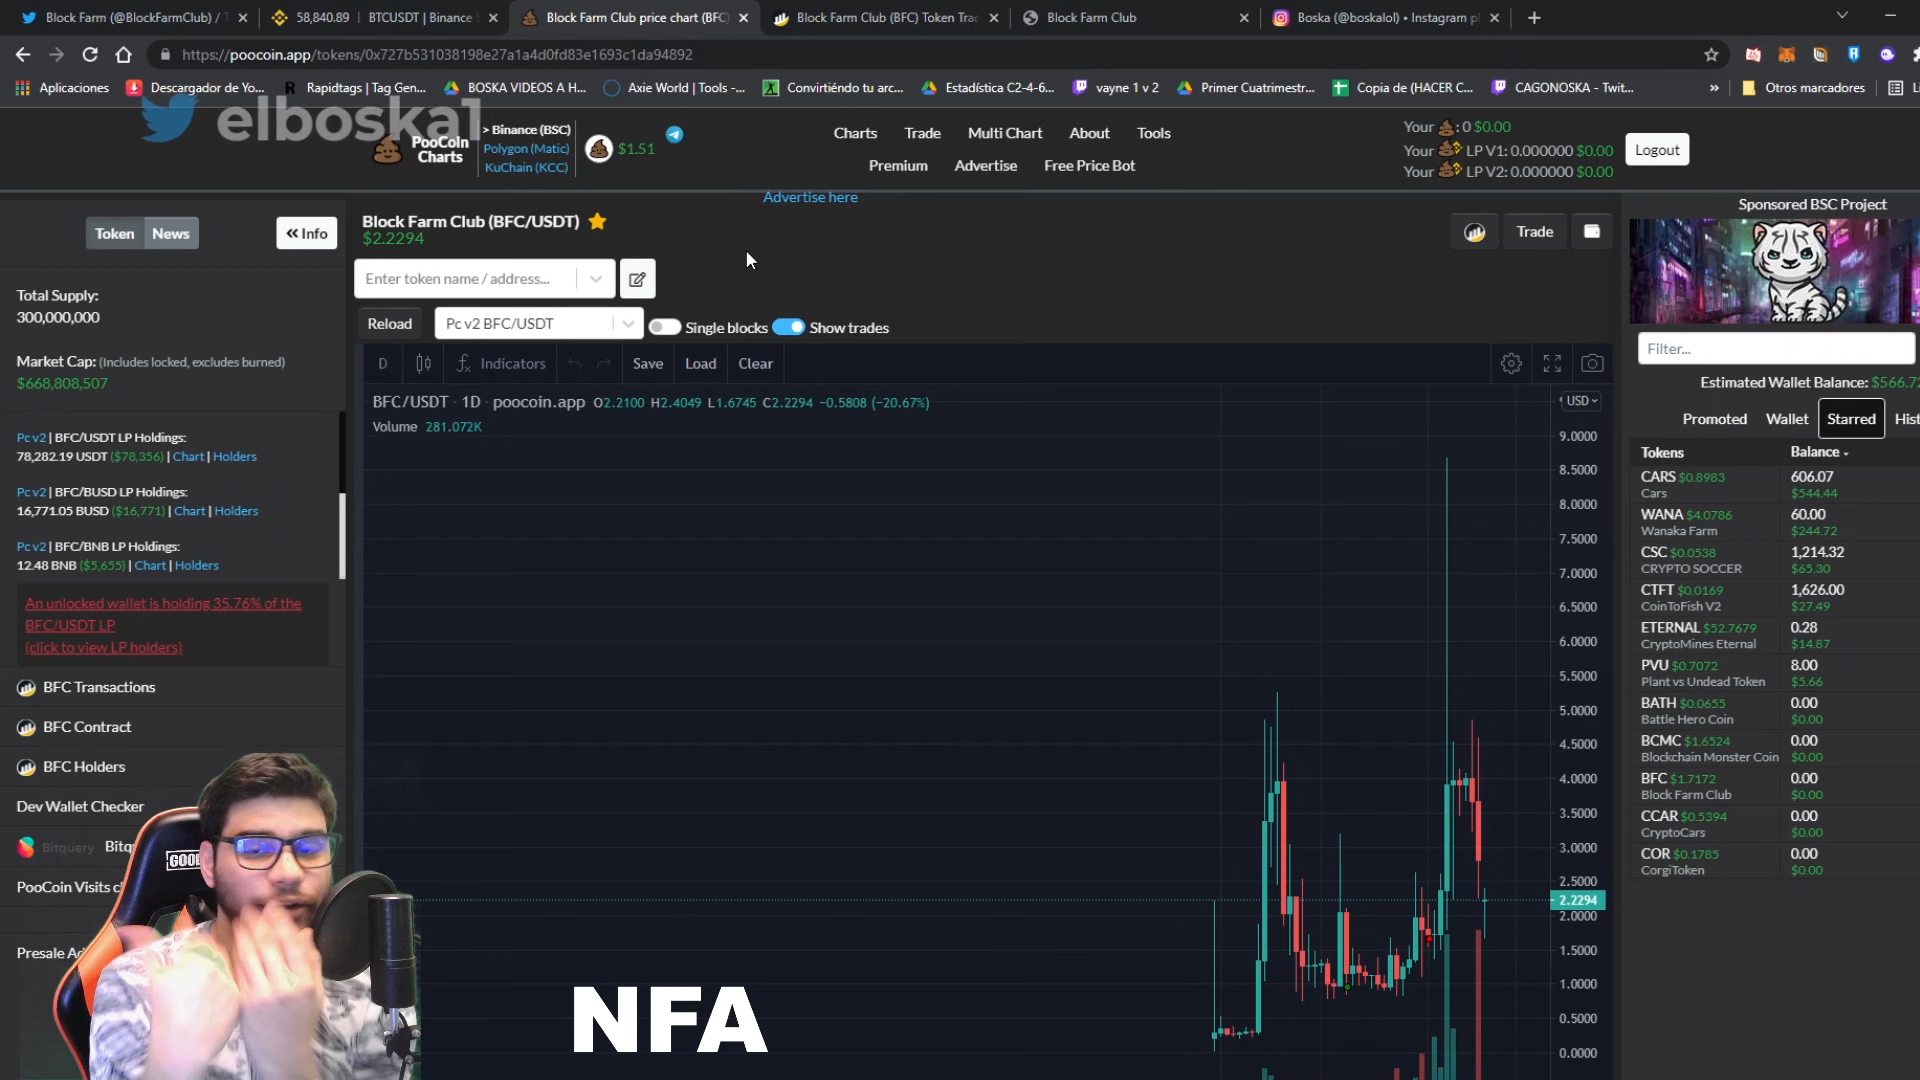 Block Farm (@BlockFarmClub) / T
58,840.89 | BTCUSDT | Binance S
Block Farm Club price chart (BFC)
Block Farm Club (BFC) Token Trac
Block Farm Club
Boska (@boskalol) • Instagram p
https://poocoin.app/tokens/0x727b531038198e27a1a4d0fd83e1693c1da94892
Aplicaciones
Descargador de Yo...
Rapidtags | Tag Gen...
BOSKA VIDEOS A H...
Axie World | Tools -...
Convirtiéndo tu arc...
Estadística C2-4-6...
vayne 1 v 2
Primer Cuatrimestr...
Copia de (HACER C...
CAGONOSKA - Twit...
»
Otros marcadores
elboska1
PooCoin
Charts
> Binance (BSC)
Polygon (Matic)
KuChain (KCC)
$1.51
Charts Trade Multi Chart About Tools
Premium Advertise Free Price Bot
Your : 0 $0.00
Your LP V1: 0.000000 $0.00
Your LP V2: 0.000000 $0.00
Logout
Advertise here
Token News
« Info
Total Supply:
300,000,000
Market Cap: (Includes locked, excludes burned)
$668,808,507
Pc v2 | BFC/USDT LP Holdings:
78,282.19 USDT ($78,356) | Chart | Holders
Pc v2 | BFC/BUSD LP Holdings:
16,771.05 BUSD ($16,771) | Chart | Holders
Pc v2 | BFC/BNB LP Holdings:
12.48 BNB ($5,655) | Chart | Holders
An unlocked wallet is holding 35.76% of the
BFC/USDT LP
(click to view LP holders)
BFC Transactions
BFC Contract
BFC Holders
Dev Wallet Checker
Bitquery Bitq
PooCoin Visits c
Presale Ad
GOOD
Block Farm Club (BFC/USDT)
$2.2294
Trade
Enter token name / address...
Reload
Pc v2 BFC/USDT
Single blocks
Show trades
D
Indicators
Save
Load
Clear
BFC/USDT · 1D · poocoin.app O2.2100 H2.4049 L1.6745 C2.2294 −0.5808 (−20.67%)
Volume 281.072K
USD
9.0000
8.5000
8.0000
7.5000
7.0000
6.5000
6.0000
5.5000
5.0000
4.5000
4.0000
3.5000
3.0000
2.5000
2.2294
2.0000
1.5000
1.0000
0.5000
0.0000
NFA
Sponsored BSC Project
Filter...
Estimated Wallet Balance: $566.72
Promoted Wallet Starred Hist
Tokens Balance
CARS $0.8983 606.07
Cars $544.44
WANA $4.0786 60.00
Wanaka Farm $244.72
CSC $0.0538 1,214.32
CRYPTO SOCCER $65.30
CTFT $0.0169 1,626.00
CoinToFish V2 $27.49
ETERNAL $52.7679 0.28
CryptoMines Eternal $14.87
PVU $0.7072 8.00
Plant vs Undead Token $5.66
BATH $0.0655 0.00
Battle Hero Coin $0.00
BCMC $1.6524 0.00
Blockchain Monster Coin $0.00
BFC $1.7172 0.00
Block Farm Club $0.00
CCAR $0.5394 0.00
CryptoCars $0.00
COR $0.1785 0.00
CorgiToken $0.00